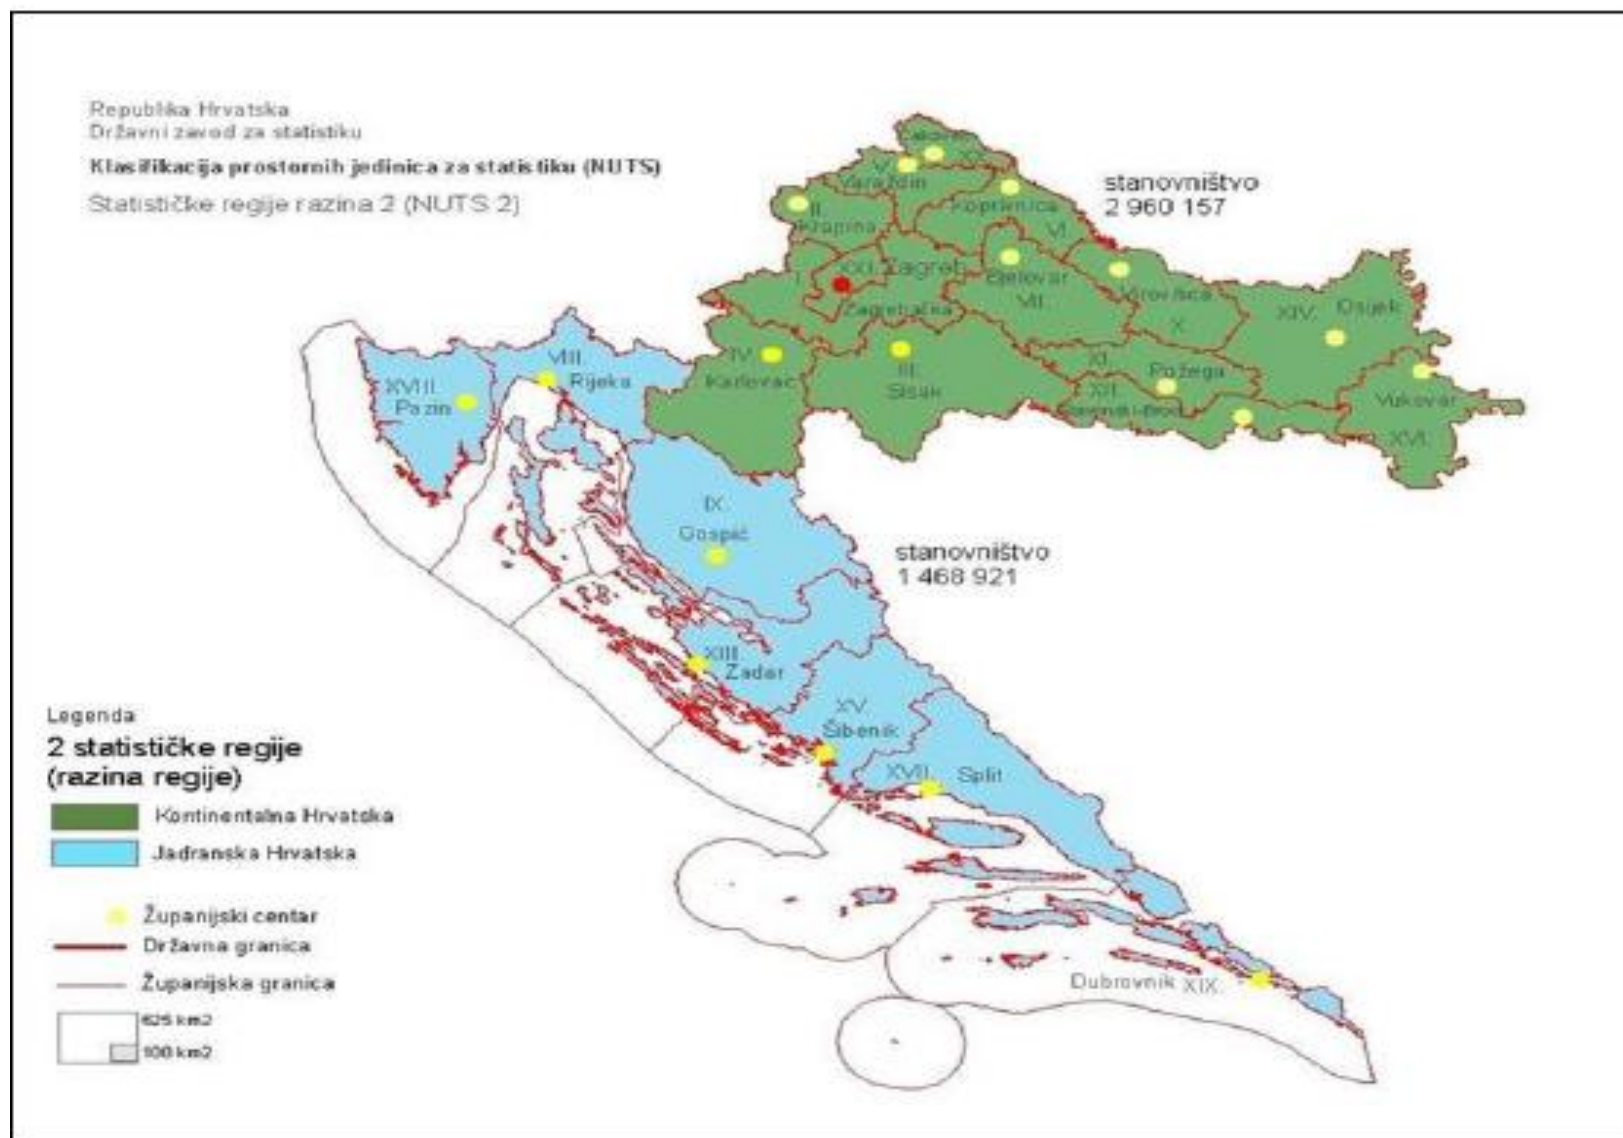 Republika Hrvatska
Državni zavod za statistiku
Klasifikacija prostornih jedinica za statistiku (NUTS)
Statističke regije razina 2 (NUTS 2)
stanovništvo
2 960 157
V.
Varaždin
Koprivnica
VI.
II.
Krapina
I.
XXI. Zagreb
Zagrebačka
Bjelovar
VII.
Virovitica
X.
XIV. Osijek
IV.
Karlovac
III.
Sisak
XI.
Požega
XII.
Slavonski-Brod
Vukovar
XVI.
VIII.
Rijeka
XVIII.
Pazin
IX.
Gospić
stanovništvo
1 468 921
XIII.
Zadar
XV.
Šibenik
XVII. Split
Dubrovnik XIX.
Legenda
2 statističke regije
(razina regije)
Kontinentalna Hrvatska
Jadranska Hrvatska
Županijski centar
Državna granica
Županijska granica
625 km2
100 km2